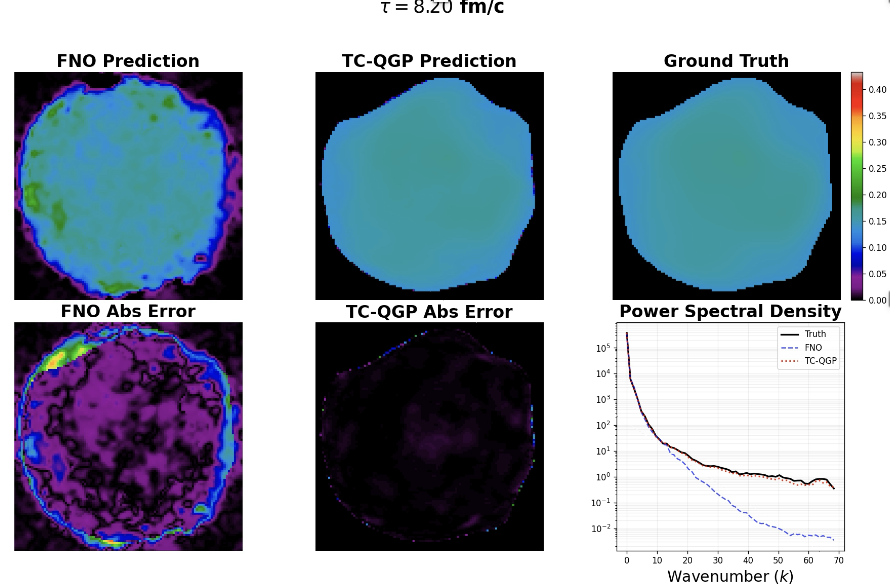 τ = 8.20 fm/c
FNO Prediction
TC-QGP Prediction
Ground Truth
0.40
0.35
0.30
0.25
0.20
0.15
0.10
0.05
0.00
FNO Abs Error
TC-QGP Abs Error
Power Spectral Density
Truth
FNO
TC-QGP
10⁵
10⁴
10³
10²
10¹
10⁰
10⁻¹
10⁻²
0 10 20 30 40 50 60 70
Wavenumber (k)